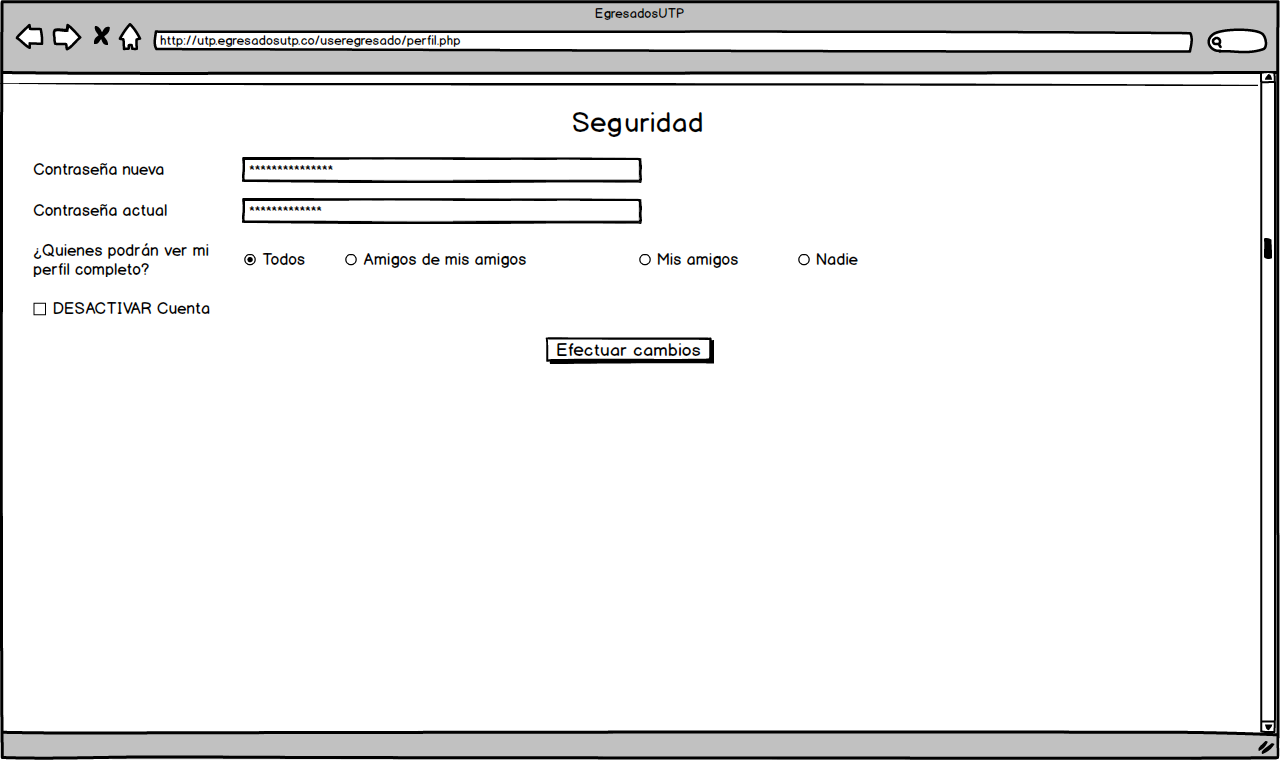 EgresadosUTP
http://utp.egresadosutp.co/useregresado/perfil.php
Seguridad
Contraseña nueva ***************
Contraseña actual *************
¿Quienes podrán ver mi
perfil completo?
Todos Amigos de mis amigos Mis amigos Nadie
DESACTIVAR Cuenta
Efectuar cambios